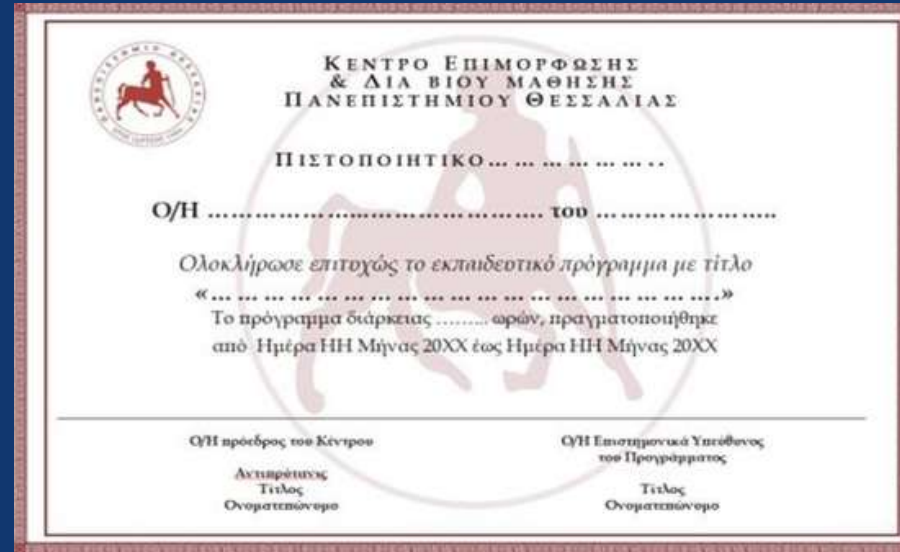 ΠΑΝΕΠΙΣΤΗΜΙΟ ΘΕΣΣΑΛΙΑΣ
ΚΕΝΤΡΟ ΕΠΙΜΟΡΦΩΣΗΣ
& ΔΙΑ ΒΙΟΥ ΜΑΘΗΣΗΣ
ΠΑΝΕΠΙΣΤΗΜΙΟΥ ΘΕΣΣΑΛΙΑΣ
ΠΙΣΤΟΠΟΙΗΤΙΚΟ... ... ... ... ... ... ..
Ο/Η ………………………………………. του …………………..
Ολοκλήρωσε επιτυχώς το εκπαιδευτικό πρόγραμμα με τίτλο
«... ... ... ... ... ... ... ... ... ... ... ... ... ... ... ... ... ... ... ....»
Το πρόγραμμα διάρκειας ……... ωρών, πραγματοποιήθηκε
από Ημέρα ΗΗ Μήνας 20ΧΧ έως Ημέρα ΗΗ Μήνας 20ΧΧ
Ο/Η πρόεδρος του Κέντρου
Αντιπρύτανις
Τίτλος
Ονοματεπώνυμο
Ο/Η Επιστημονικά Υπεύθυνος
του Προγράμματος
Τίτλος
Ονοματεπώνυμο